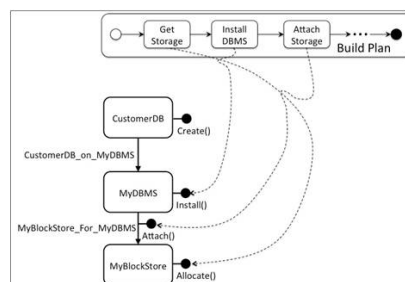 Get
Storage
Install
DBMS
Attach
Storage
Build Plan
CustomerDB
Create()
CustomerDB_on_MyDBMS
MyDBMS
Install()
MyBlockStore_For_MyDBMS
Attach()
MyBlockStore
Allocate()